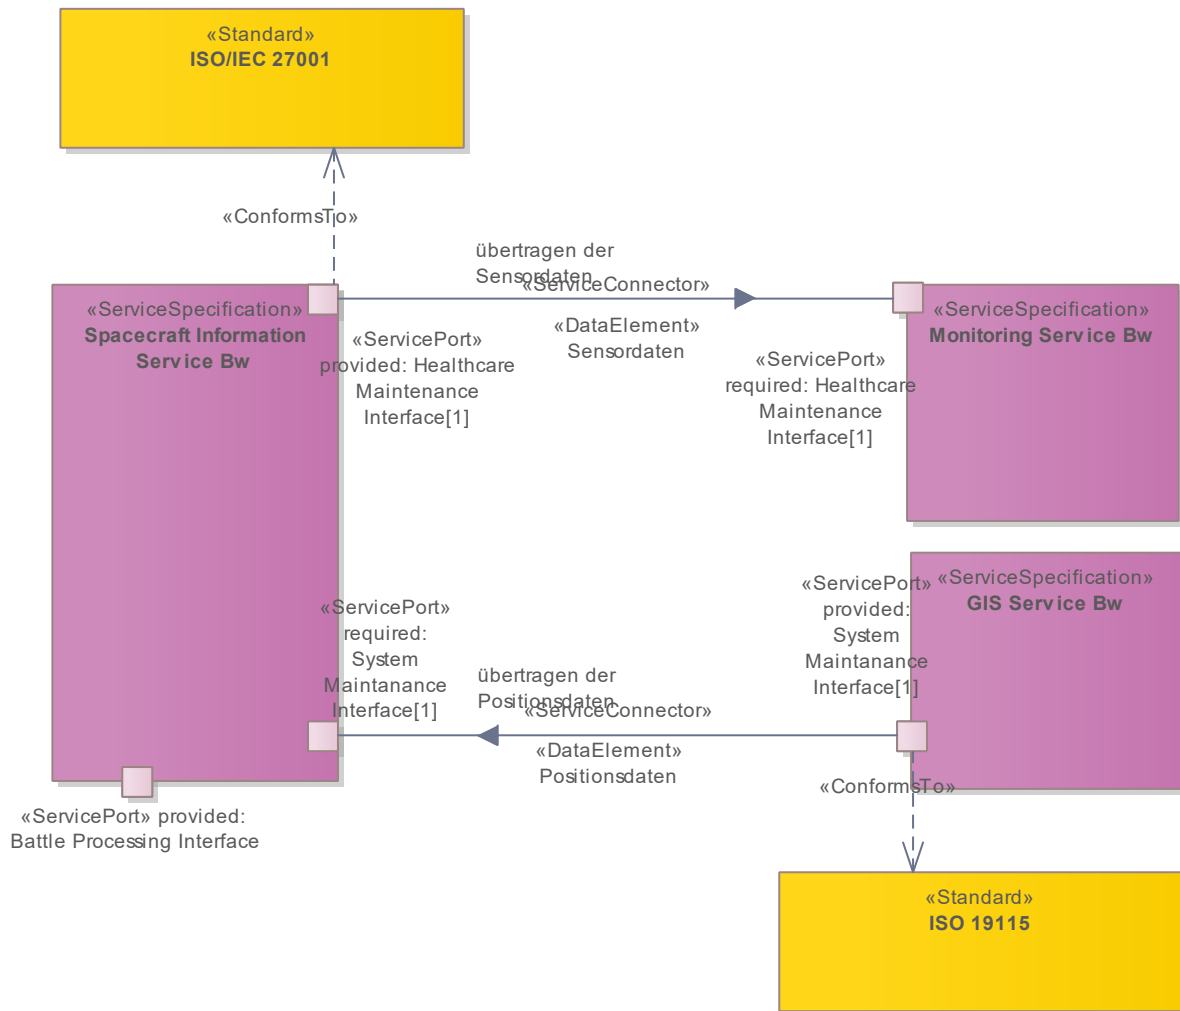 «Standard»
ISO/IEC 27001
«ConformsTo»
übertragen der
Sensordaten
«ServiceConnector»
«DataElement»
Sensordaten
«ServiceSpecification»
Spacecraft Information
Service Bw
«ServicePort»
provided: Healthcare
Maintenance
Interface[1]
«ServicePort»
required: Healthcare
Maintenance
Interface[1]
«ServiceSpecification»
Monitoring Service Bw
«ServicePort»
required:
System
Maintanance
Interface[1]
übertragen der
Positionsdaten
«ServiceConnector»
«DataElement»
Positionsdaten
«ServicePort»
provided:
System
Maintanance
Interface[1]
«ServiceSpecification»
GIS Service Bw
«ServicePort» provided:
Battle Processing Interface
«ConformsTo»
«Standard»
ISO 19115